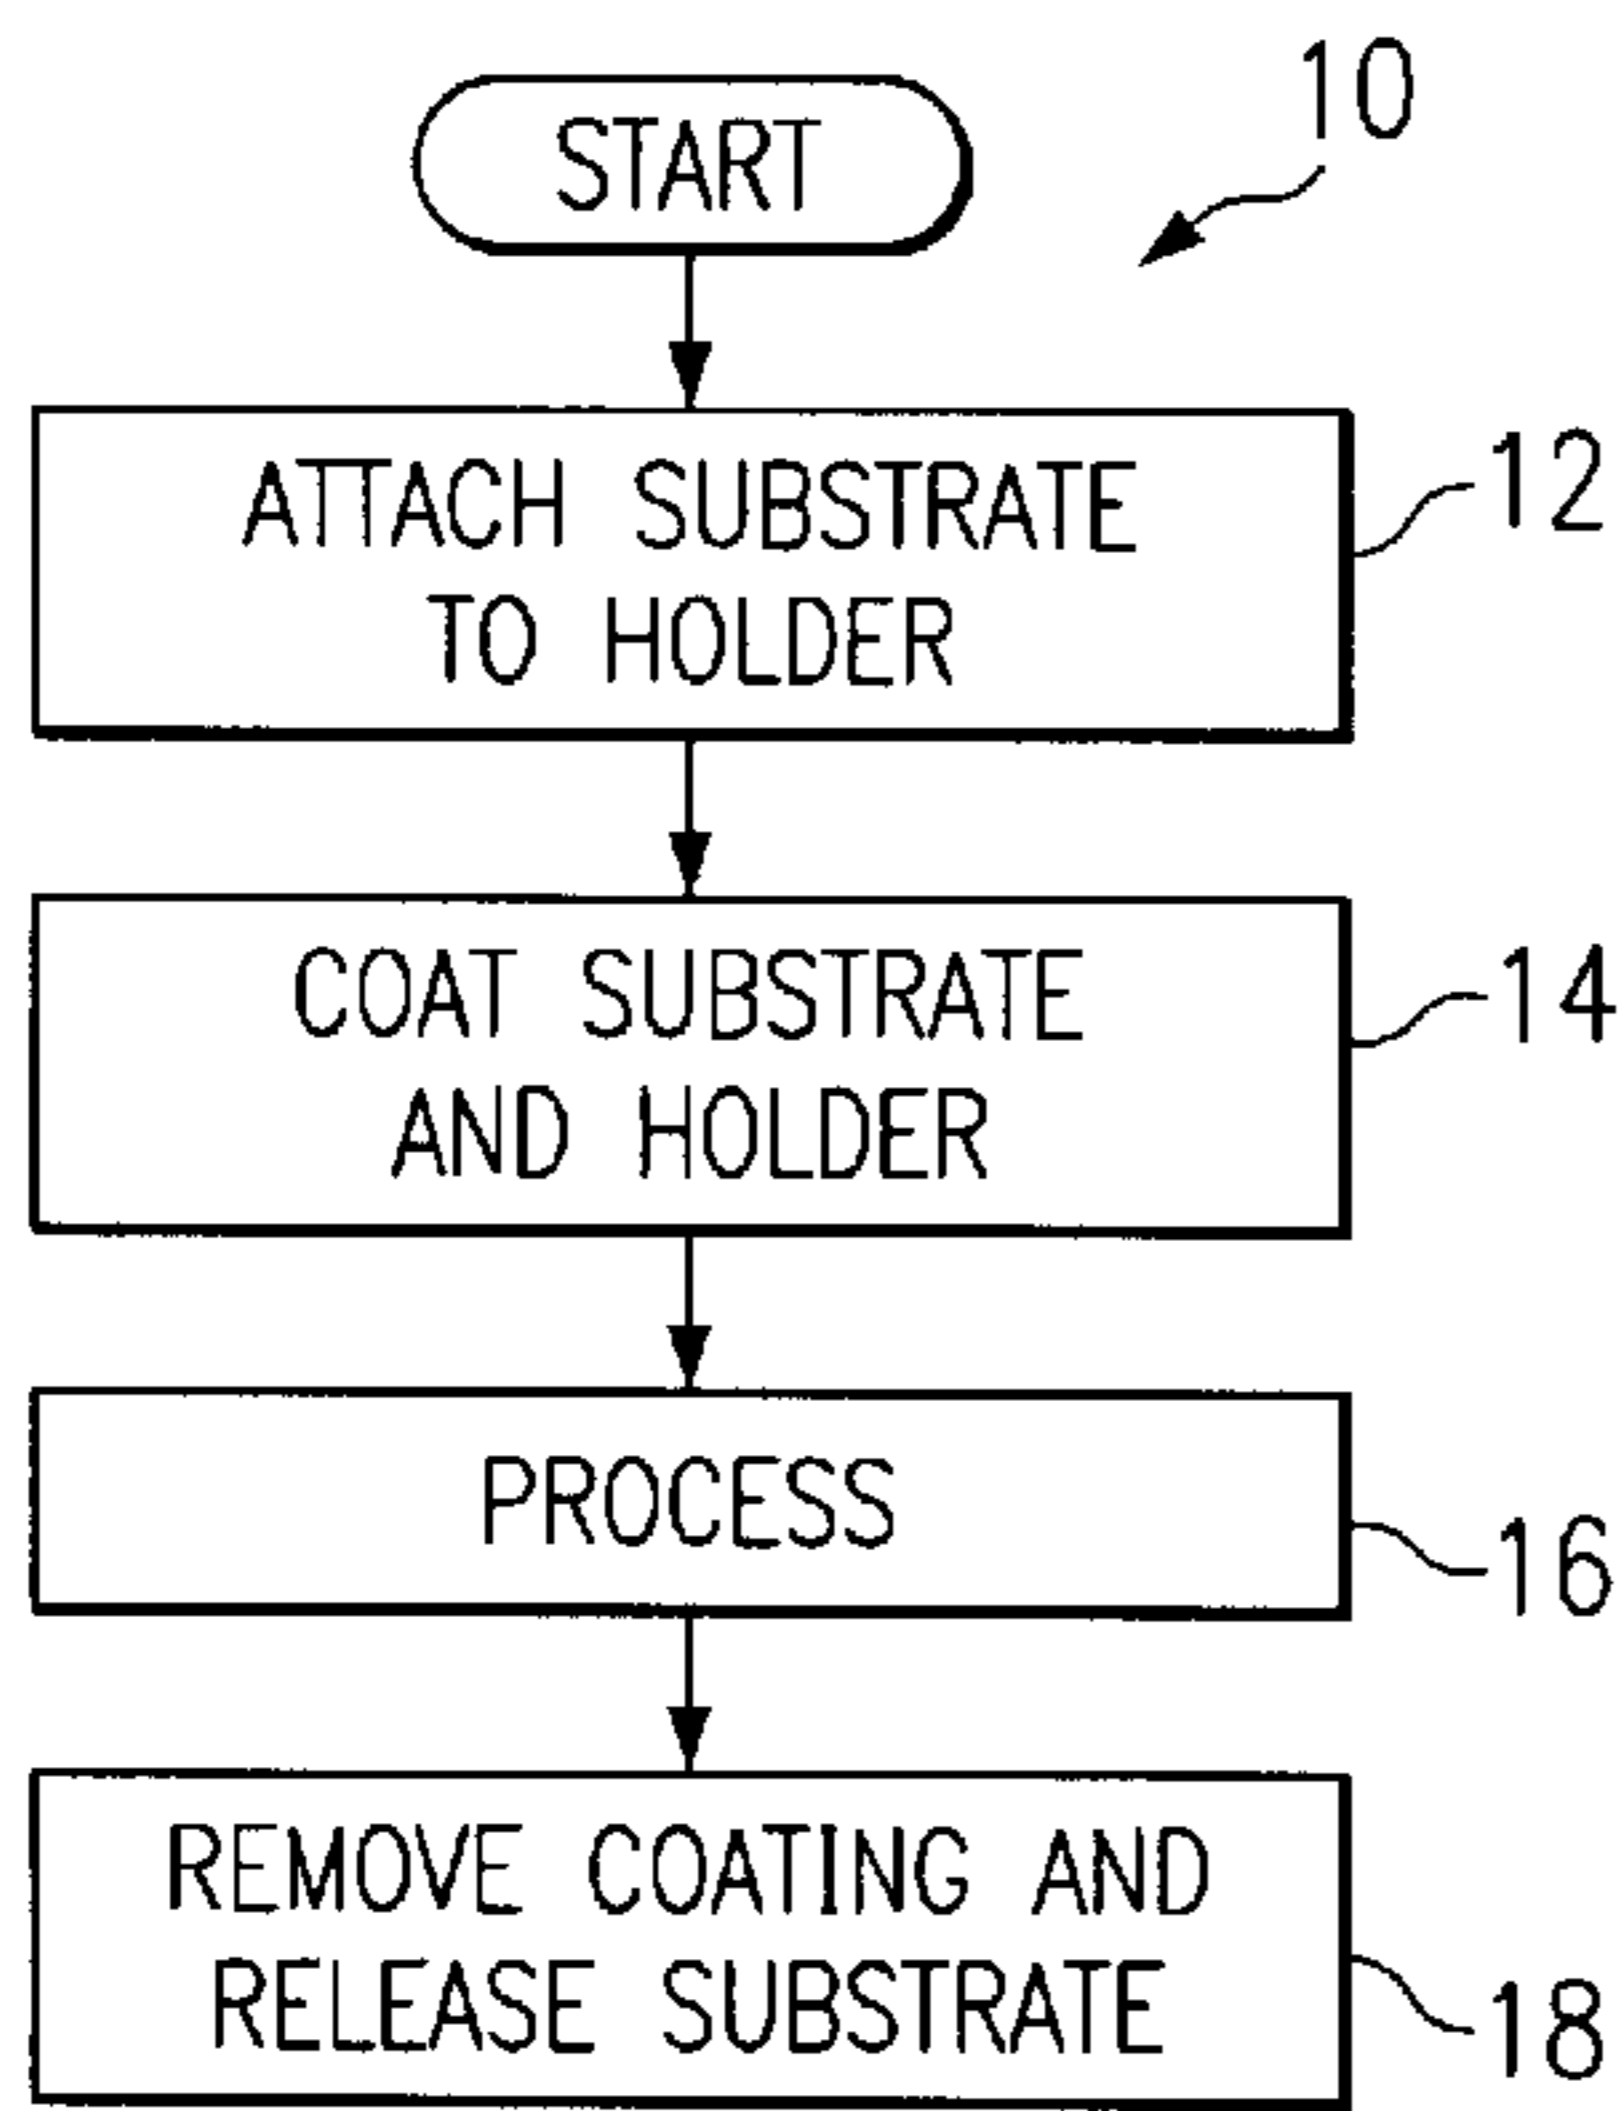 10
START
ATTACH SUBSTRATE
TO HOLDER
12
COAT SUBSTRATE
AND HOLDER
14
PROCESS
16
REMOVE COATING AND
RELEASE SUBSTRATE
18